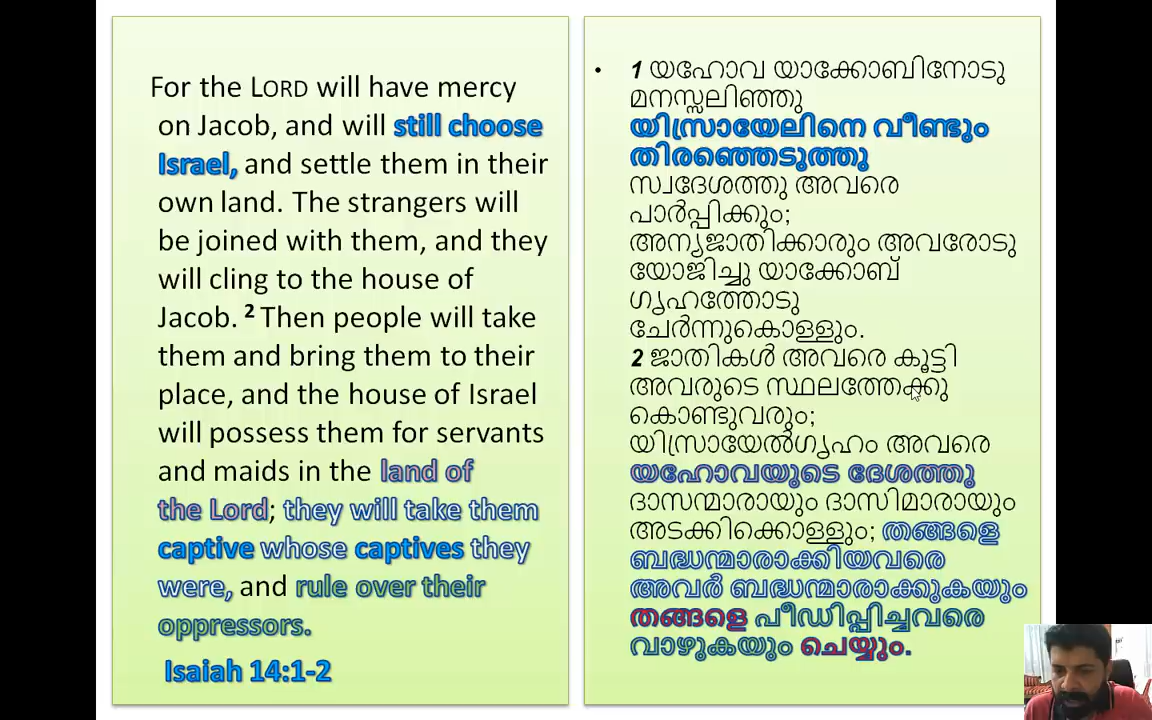 For the LORD will have mercy
on Jacob, and will still choose
Israel, and settle them in their
own land. The strangers will
be joined with them, and they
will cling to the house of
Jacob. 2 Then people will take
them and bring them to their
place, and the house of Israel
will possess them for servants
and maids in the land of
the Lord; they will take them
captive whose captives they
were, and rule over their
oppressors.
Isaiah 14:1-2
• 1 യഹോവ യാക്കോബിനോടു
മനസ്സലിഞ്ഞു
യിസ്രായേലിനെ വീണ്ടും
തിരഞ്ഞെടുത്തു
സ്വദേശത്തു അവരെ
പാർപ്പിക്കും;
അന്യജാതിക്കാരും അവരോടു
യോജിച്ചു യാക്കോബ്
ഗൃഹത്തോടു
ചേർന്നുകൊള്ളും.
2 ജാതികൾ അവരെ കൂട്ടി
അവരുടെ സ്ഥലത്തേക്കു
കൊണ്ടുവരും;
യിസ്രായേൽഗൃഹം അവരെ
യഹോവയുടെ ദേശത്തു
ദാസന്മാരായും ദാസിമാരായും
അടക്കിക്കൊള്ളും; തങ്ങളെ
ബദ്ധന്മാരാക്കിയവരെ
അവർ ബദ്ധന്മാരാക്കുകയും
തങ്ങളെ പീഡിപ്പിച്ചവരെ
വാഴുകയും ചെയ്യും.